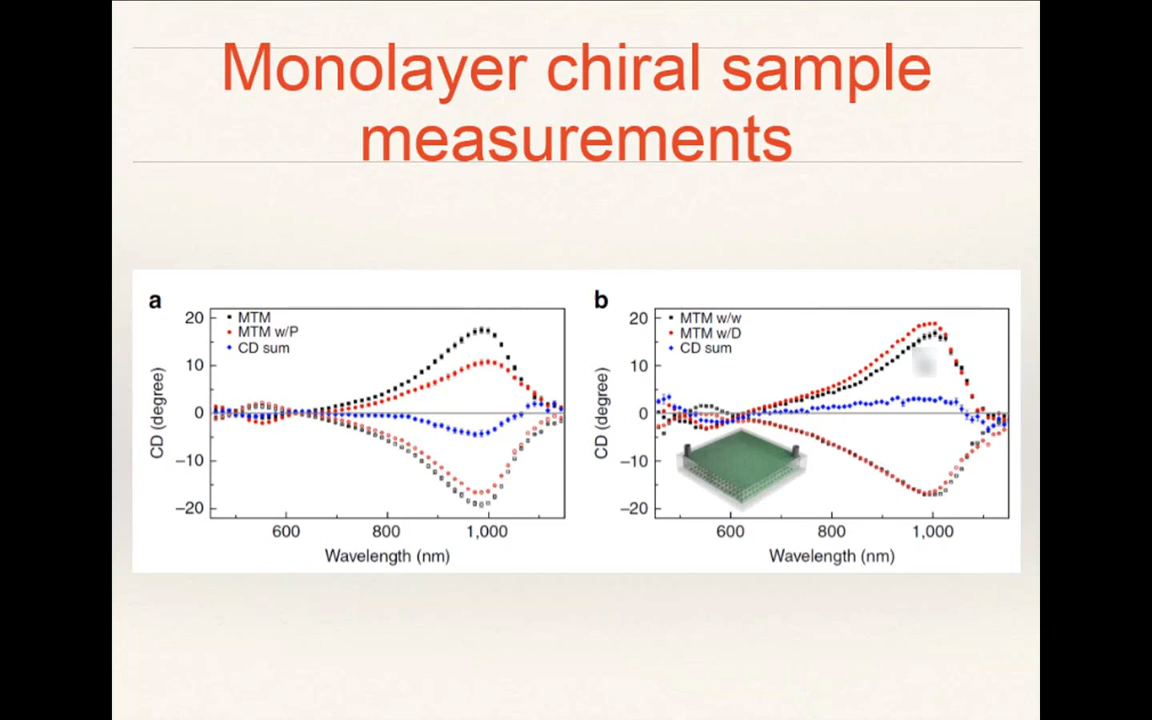 Monolayer chiral sample
measurements
a
20
10
0
−10
−20
CD (degree)
MTM
MTM w/P
CD sum
600
800
1,000
Wavelength (nm)
b
20
10
0
−10
−20
CD (degree)
MTM w/w
MTM w/D
CD sum
600
800
1,000
Wavelength (nm)